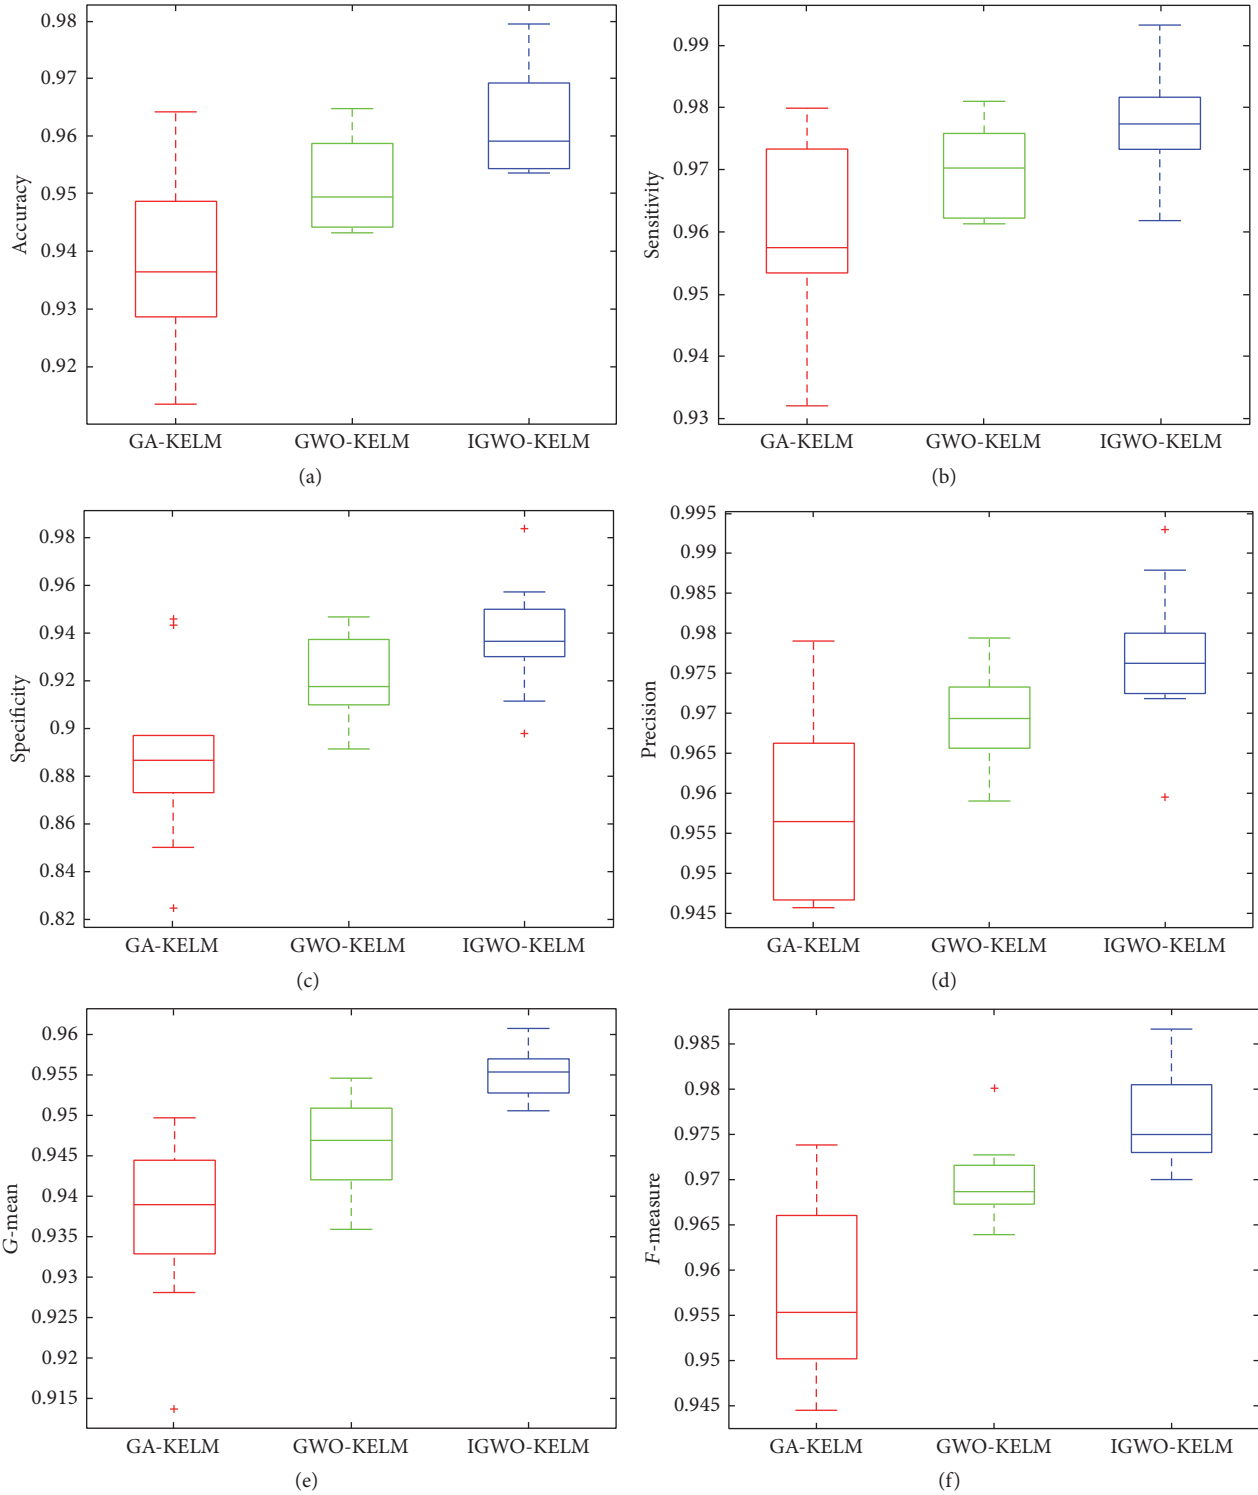 0.98
0.97
0.96
0.95
0.94
0.93
0.92
Accuracy
GA-KELM GWO-KELM IGWO-KELM
(a)
0.99
0.98
0.97
0.96
0.95
0.94
0.93
Sensitivity
GA-KELM GWO-KELM IGWO-KELM
(b)
0.98
0.96
0.94
0.92
0.9
0.88
0.86
0.84
0.82
Specificity
GA-KELM GWO-KELM IGWO-KELM
(c)
0.995
0.99
0.985
0.98
0.975
0.97
0.965
0.96
0.955
0.95
0.945
Precision
GA-KELM GWO-KELM IGWO-KELM
(d)
0.96
0.955
0.95
0.945
0.94
0.935
0.93
0.925
0.92
0.915
G-mean
GA-KELM GWO-KELM IGWO-KELM
(e)
0.985
0.98
0.975
0.97
0.965
0.96
0.955
0.95
0.945
F-measure
GA-KELM GWO-KELM IGWO-KELM
(f)